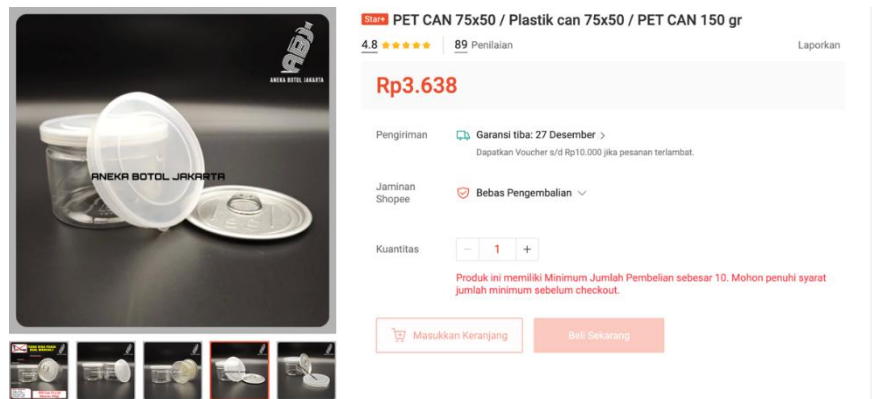 Star+ PET CAN 75x50 / Plastik can 75x50 / PET CAN 150 gr
4.8 89 Penilaian Laporkan
Rp3.638
Pengiriman Garansi tiba: 27 Desember >
Dapatkan Voucher s/d Rp10.000 jika pesanan terlambat.
Jaminan Shopee Bebas Pengembalian
Kuantitas - 1 +
Produk ini memiliki Minimum Jumlah Pembelian sebesar 10. Mohon penuhi syarat
jumlah minimum sebelum checkout.
Masukkan Keranjang Beli Sekarang
ABJ
ANEKA BOTOL JAKARTA
ANEKA BOTOL JAKARTA